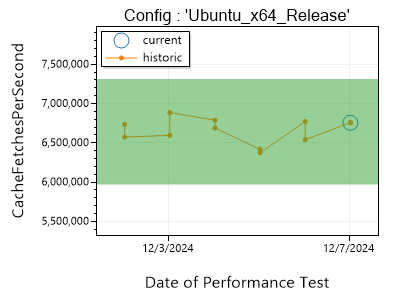 Config : 'Ubuntu_x64_Release'
current
historic
7,500,000
7,000,000
6,500,000
6,000,000
5,500,000
CacheFetchesPerSecond
12/3/2024
12/7/2024
Date of Performance Test